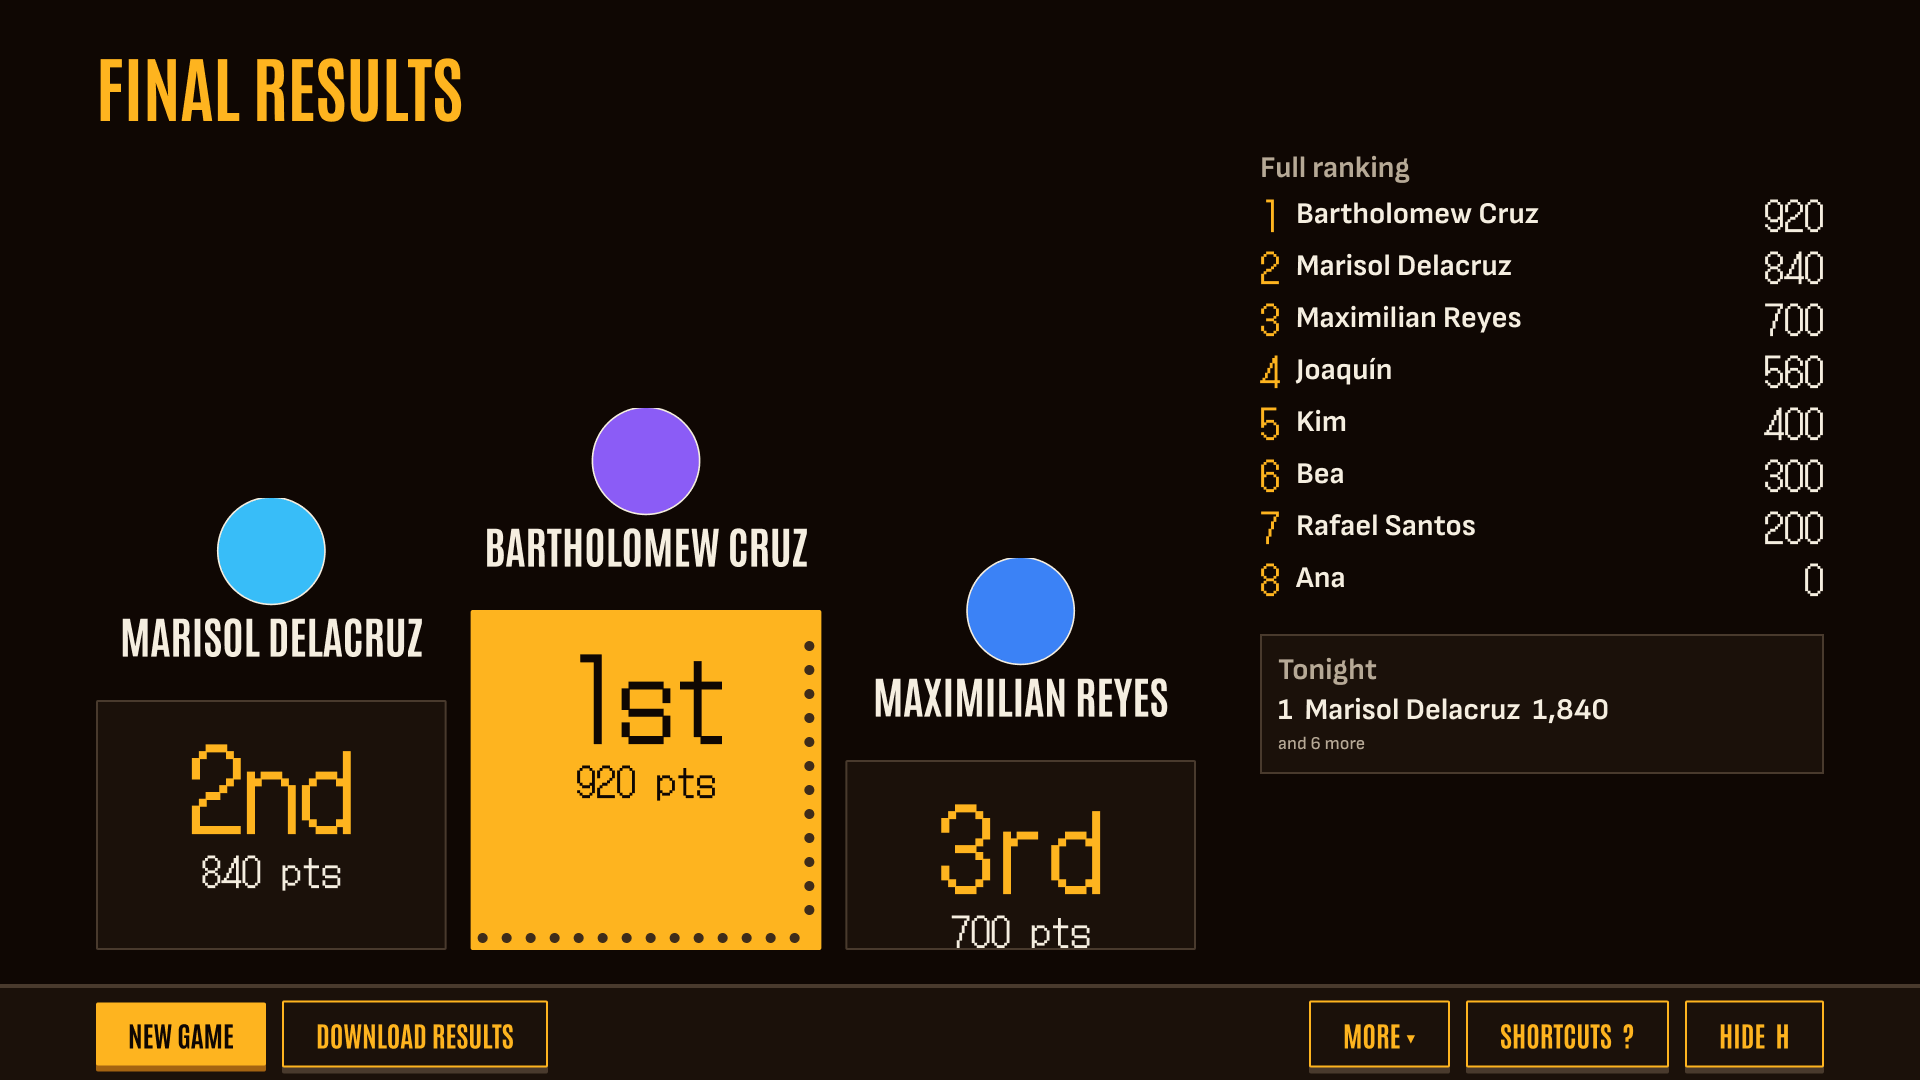 FINAL RESULTS
MARISOL DELACRUZ
2nd
840 pts
BARTHOLOMEW CRUZ
1st
920 pts
MAXIMILIAN REYES
3rd
700 pts
Full ranking
1 Bartholomew Cruz 920
2 Marisol Delacruz 840
3 Maximilian Reyes 700
4 Joaquín 560
5 Kim 400
6 Bea 300
7 Rafael Santos 200
8 Ana 0
Tonight
1 Marisol Delacruz 1,840
and 6 more
NEW GAME
DOWNLOAD RESULTS
MORE ▾
SHORTCUTS ?
HIDE H